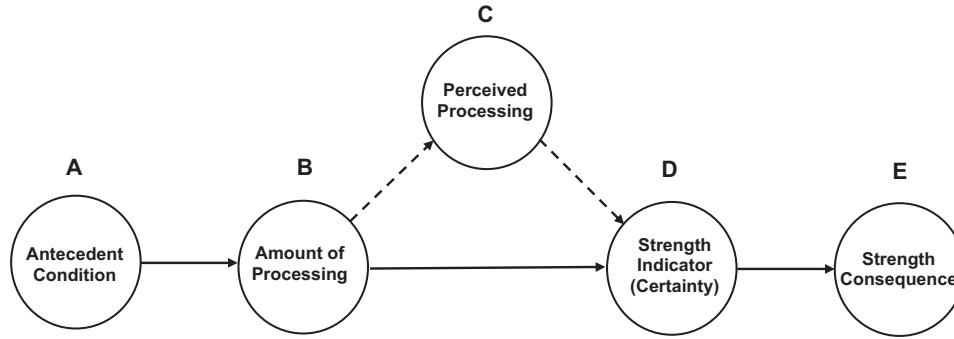 C
Perceived
Processing
A
B
D
E
Antecedent
Condition
Amount of
Processing
Strength
Indicator
(Certainty)
Strength
Consequence